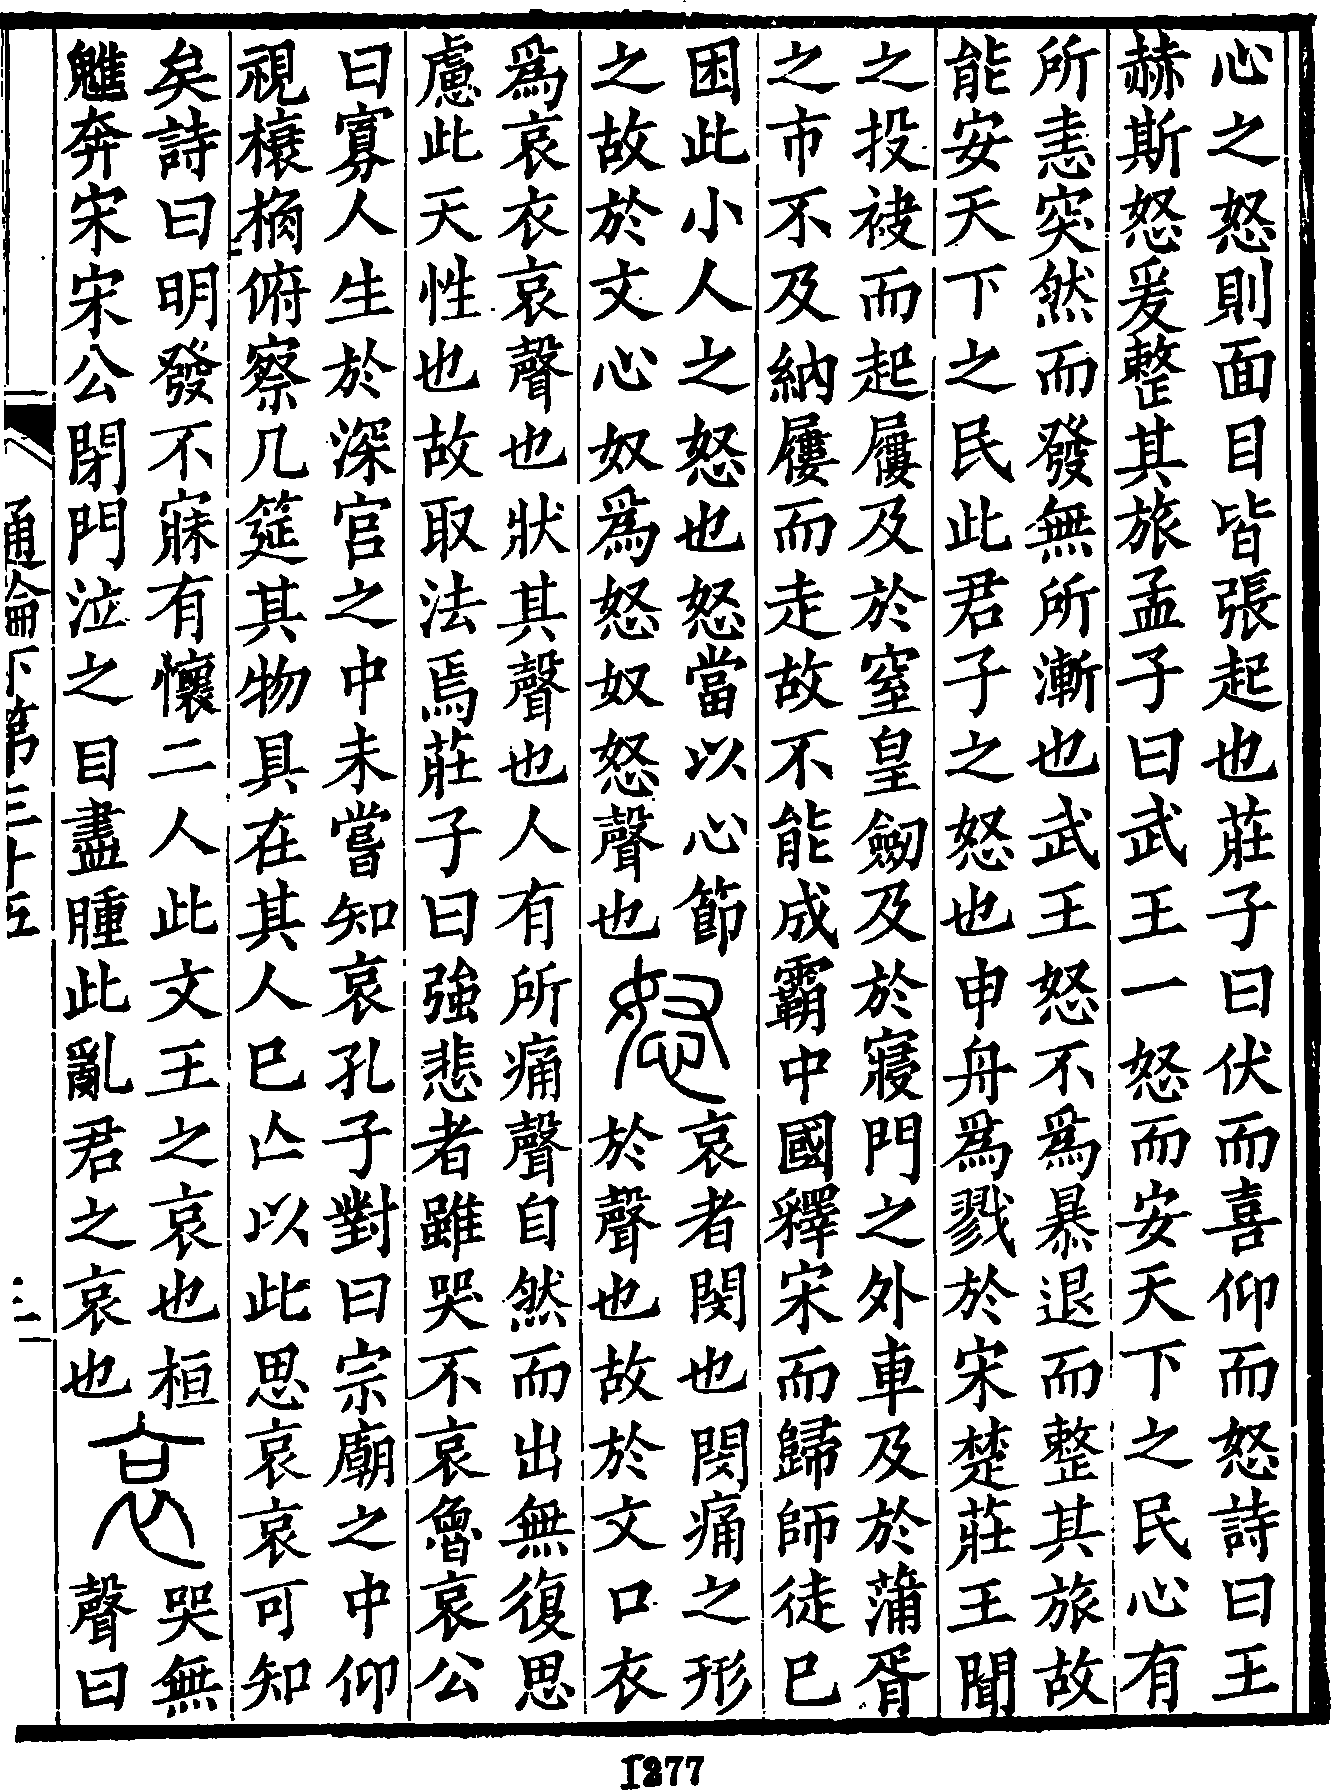 心之怒則面目皆張起也莊子曰伏而喜仰而怒詩曰王
赫斯怒爰整其旅孟子曰武王一怒而安天下之民心有
所恚突然而發無所漸也武王怒不爲暴退而整其旅故
能安天下之民此君子之怒也申舟爲戮於宋楚莊王聞
之投袂而起屨及於窒皇劒及於寢門之外車及於蒲胥
之市不及納屨而走故不能成霸中國釋宋而歸師徒巳
困此小人之怒也怒當以心節
之故於文心奴爲怒怒奴怒聲也
怒
哀者閔也閔痛之形
於聲也故於文口衣
爲哀衣哀聲也狀其聲也人有所痛聲自然而出無復思
慮此天性也故取法焉莊子曰強悲者雖哭不哀魯哀公
曰寡人生於深宫之中未嘗知哀孔子對曰宗廟之中仰
視榱桷俯察几筵其物具在其人巳亾以此思哀哀可知
矣詩曰明發不寐有懷二人此文王之哀也桓
魋奔宋宋公閉門泣之目盡腫此亂君之哀也
哀
哭無
聲曰
通論下第三十五
1277